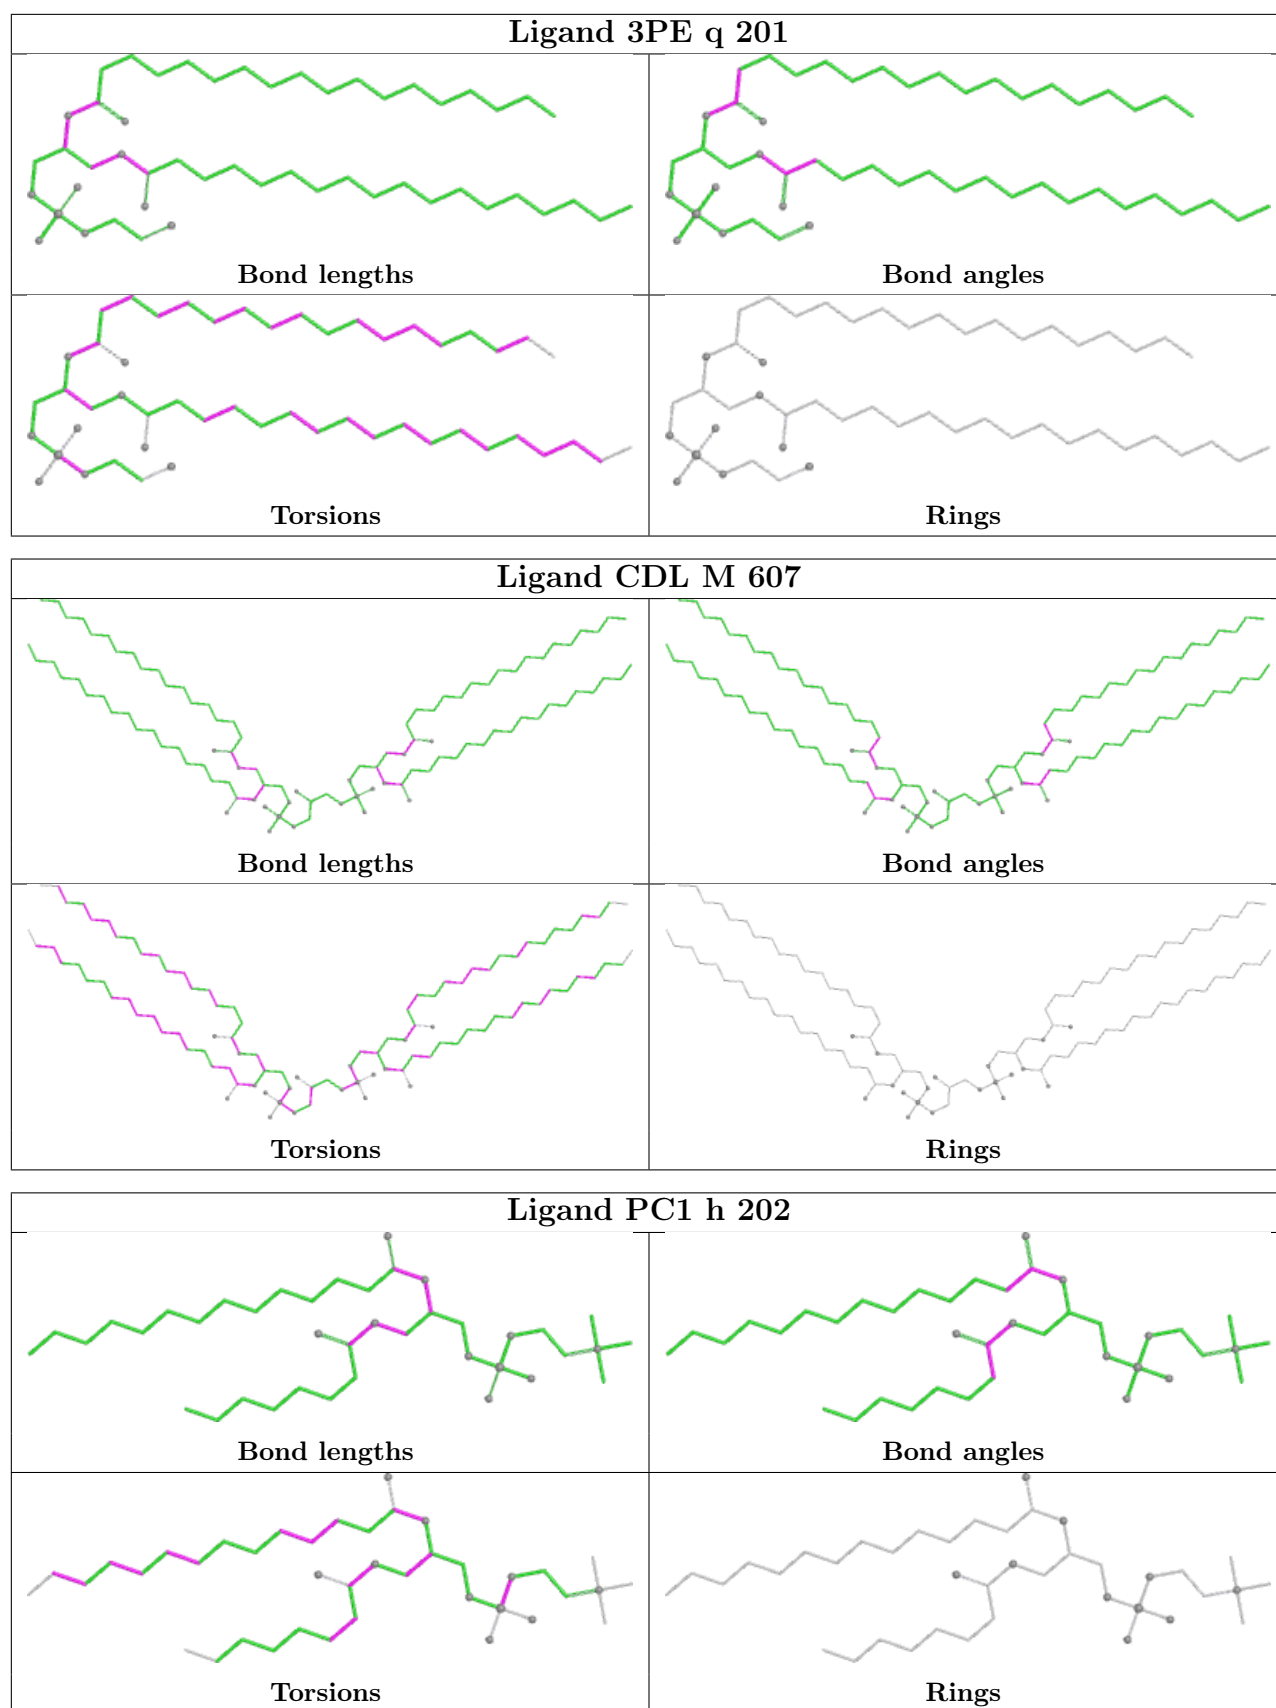 Ligand 3PE q 201
Bond lengths
Bond angles
Torsions
Rings
Ligand CDL M 607
Bond lengths
Bond angles
Torsions
Rings
Ligand PC1 h 202
Bond lengths
Bond angles
Torsions
Rings